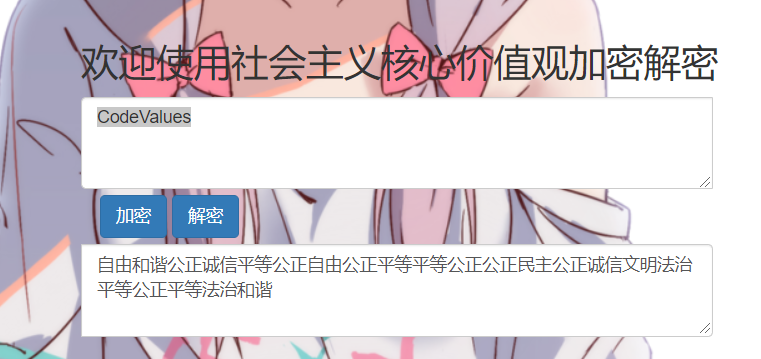 欢迎使用社会主义核心价值观加密解密
CodeValues
加密 解密
自由和谐公正诚信平等公正自由公正平等平等公正公正民主公正诚信文明法治
平等公正平等法治和谐